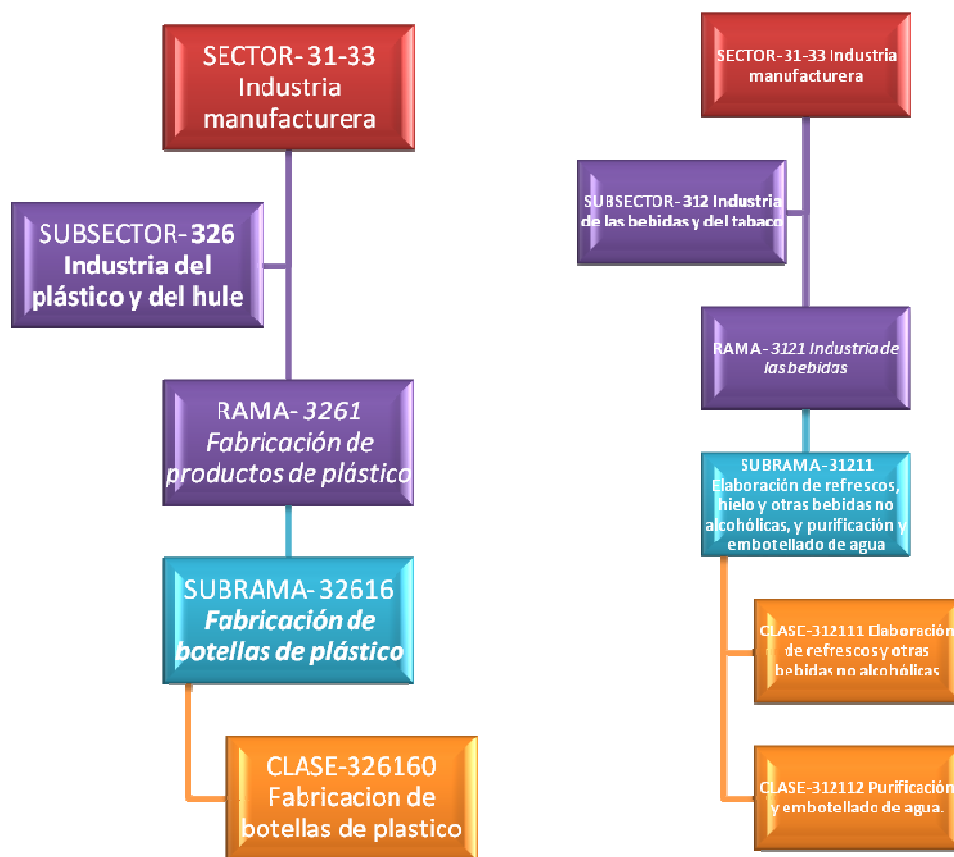 SECTOR- 31-33
Industria
manufacturera
SUBSECTOR- 326
Industria del
plástico y del hule
RAMA- 3261
Fabricación de
productos de plástico
SUBRAMA- 32616
Fabricación de
botellas de plástico
CLASE-326160
Fabricacion de
botellas de plastico
SECTOR-31-33 Industria
manufacturera
SUBSECTOR- 312 Industria
de las bebidas y del tabaco
RAMA- 3121 Industria de
las bebidas
SUBRAMA-31211
Elaboración de refrescos,
hielo y otras bebidas no
alcohólicas, y purificación y
embotellado de agua
CLASE-312111 Elaboración
de refrescos y otras
bebidas no alcohólicas
CLASE-312112 Purificación
y embotellado de agua.